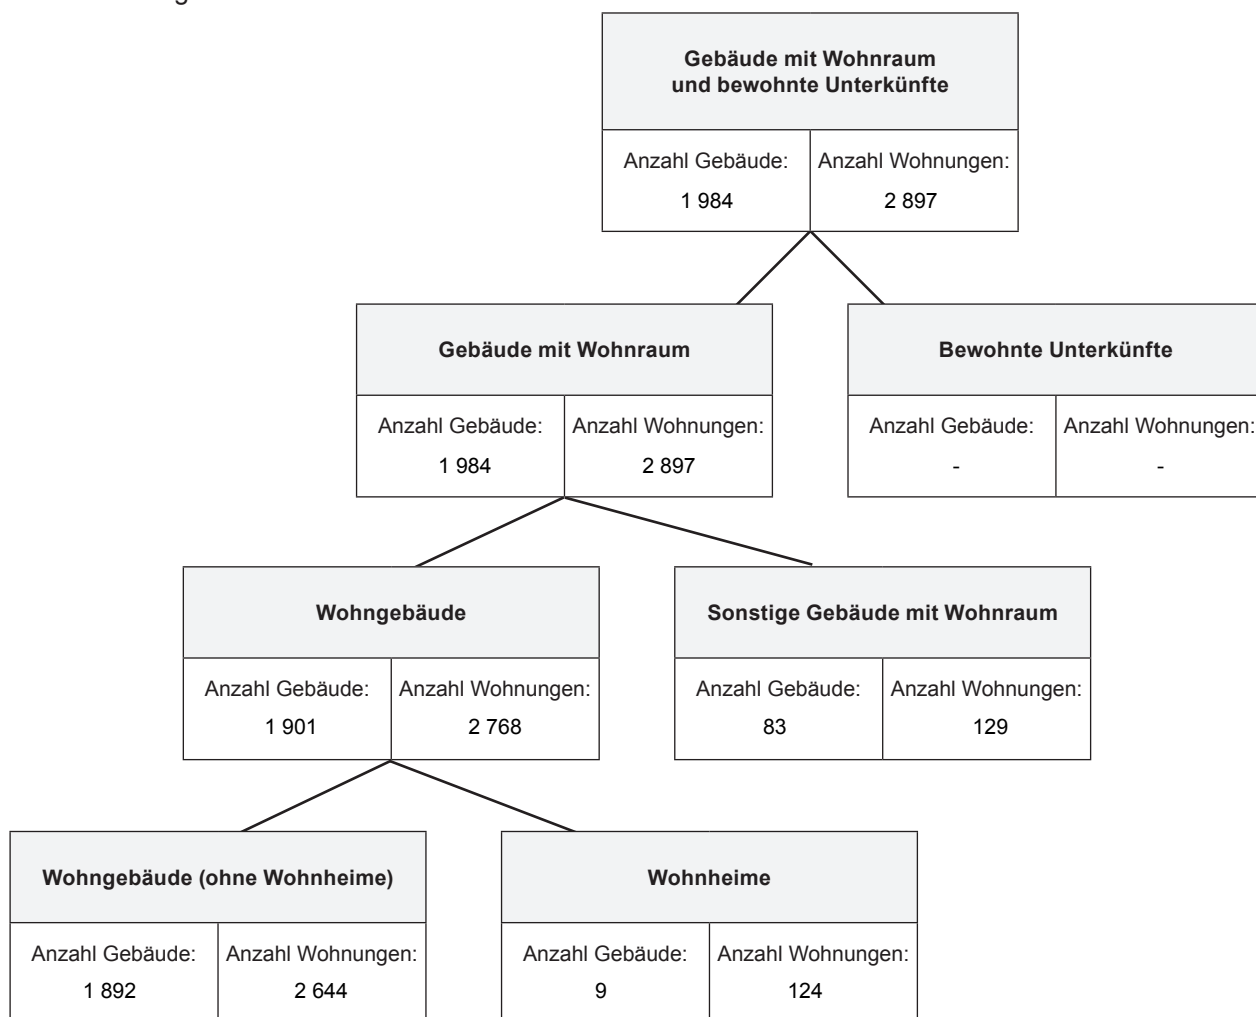 Gebäude mit Wohnraum
und bewohnte Unterkünfte
Anzahl Gebäude: Anzahl Wohnungen:
1 984 2 897
Gebäude mit Wohnraum Bewohnte Unterkünfte
Anzahl Gebäude: Anzahl Wohnungen: Anzahl Gebäude: Anzahl Wohnungen:
1 984 2 897 - -
Wohngebäude Sonstige Gebäude mit Wohnraum
Anzahl Gebäude: Anzahl Wohnungen: Anzahl Gebäude: Anzahl Wohnungen:
1 901 2 768 83 129
Wohngebäude (ohne Wohnheime) Wohnheime
Anzahl Gebäude: Anzahl Wohnungen: Anzahl Gebäude: Anzahl Wohnungen:
1 892 2 644 9 124